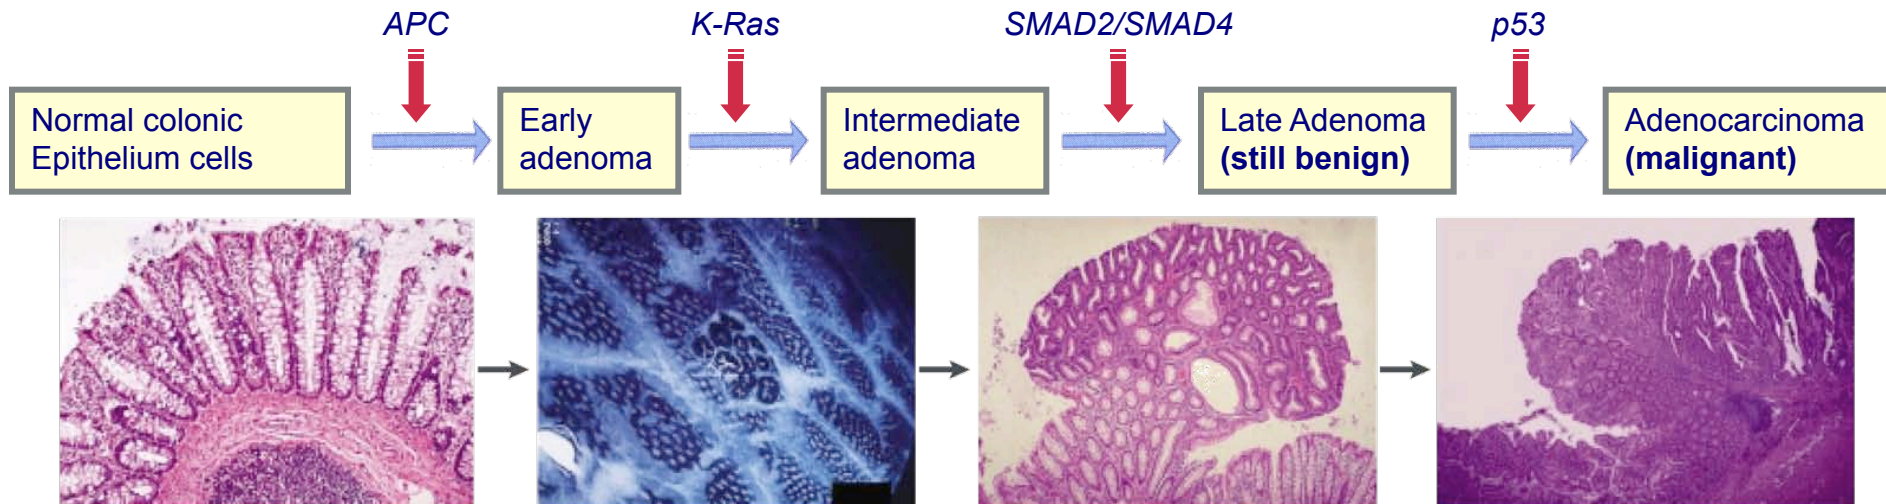 APC
K-Ras
SMAD2/SMAD4
p53
Normal colonic
Epithelium cells
Early
adenoma
Intermediate
adenoma
Late Adenoma
(still benign)
Adenocarcinoma
(malignant)